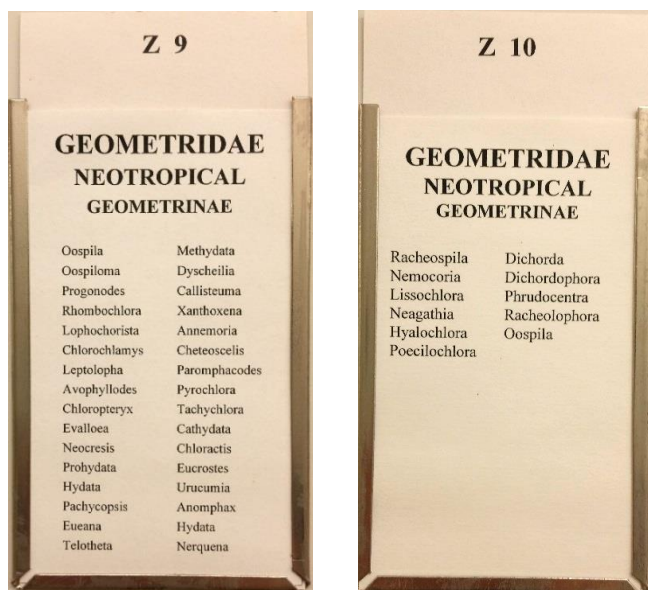 Z 9
GEOMETRIDAE
NEOTROPICAL
GEOMETRINAE
Oospila Methydata
Oospiloma Dyscheilia
Progonodes Callisteuma
Rhombochlora Xanthoxena
Lophochorista Annemoria
Chlorochlamys Cheteoscelis
Leptolopha Paromphacodes
Avophyllodes Pyrochlora
Chloropteryx Tachychlora
Evalloea Cathydata
Neocresis Chloractis
Prohydata Eucrostes
Hydata Urucumia
Pachycopsis Anomphax
Eueana Hydata
Telotheta Nerquena
Z 10
GEOMETRIDAE
NEOTROPICAL
GEOMETRINAE
Racheospila Dichorda
Nemocoria Dichordophora
Lissochlora Phrudocentra
Neagathia Racheolophora
Hyalochlora Oospila
Poecilochlora